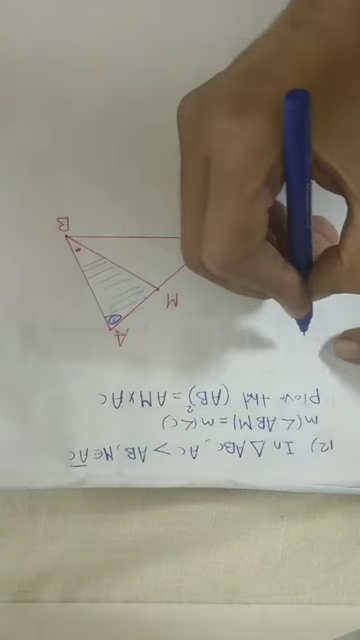 12) In △ABC, AC > AB, M∈ AC
m(∠ABM) = m(∠C)
Prove that (AB)² = AM × AC
A
M
B